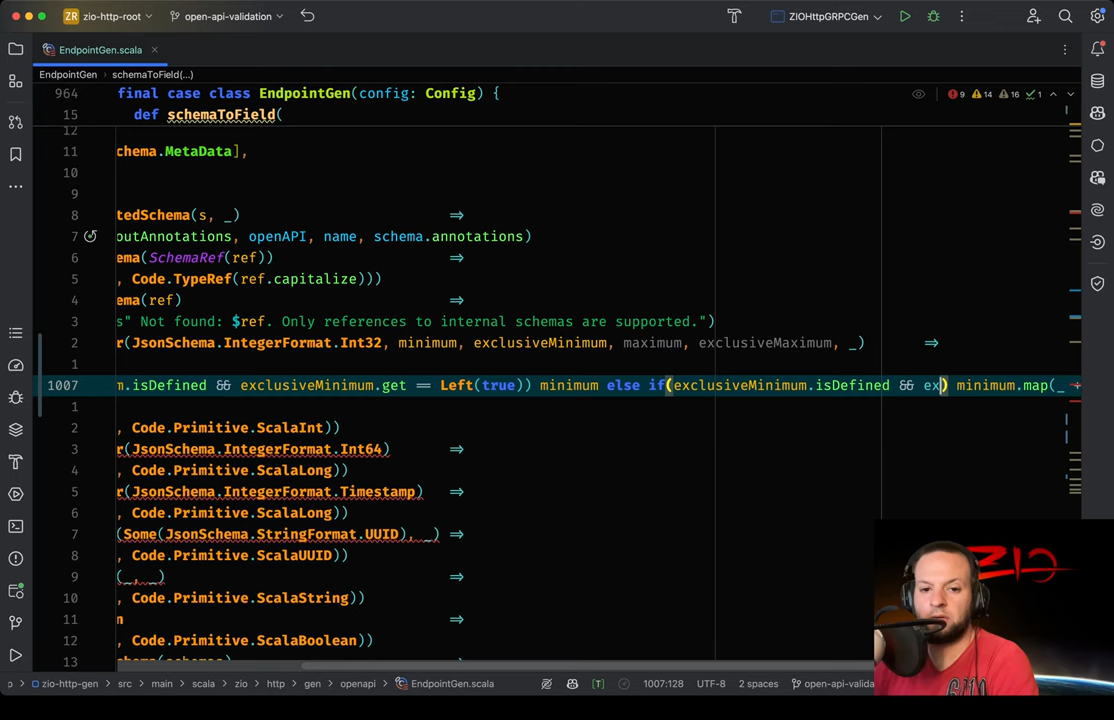 ZR zio-http-root open-api-validation ZIOHttpGRPCGen
EndpointGen.scala
EndpointGen schemaToField(...)
964 final case class EndpointGen(config: Config) { 9 14 16 1
15 def schemaToField(
12
11 chema.MetaData],
10
9
8 tedSchema(s, _) ⇒
7 outAnnotations, openAPI, name, schema.annotations)
6 ema(SchemaRef(ref)) ⇒
5 , Code.TypeRef(ref.capitalize)))
4 ema(ref) ⇒
3 s" Not found: $ref. Only references to internal schemas are supported.")
2 r(JsonSchema.IntegerFormat.Int32, minimum, exclusiveMinimum, maximum, exclusiveMaximum, _) ⇒
1
1007 m.isDefined && exclusiveMinimum.get == Left(true)) minimum else if(exclusiveMinimum.isDefined && ex) minimum.map(_ +
1
2 , Code.Primitive.ScalaInt))
3 r(JsonSchema.IntegerFormat.Int64) ⇒
4 , Code.Primitive.ScalaLong))
5 r(JsonSchema.IntegerFormat.Timestamp) ⇒
6 , Code.Primitive.ScalaLong))
7 (Some(JsonSchema.StringFormat.UUID), _) ⇒
8 , Code.Primitive.ScalaUUID))
9 (_, _) ⇒
10 , Code.Primitive.ScalaString))
11 n ⇒
12 , Code.Primitive.ScalaBoolean))
13
p zio-http-gen src main scala zio http gen openapi EndpointGen.scala 1007:128 UTF-8 2 spaces open-api-valida